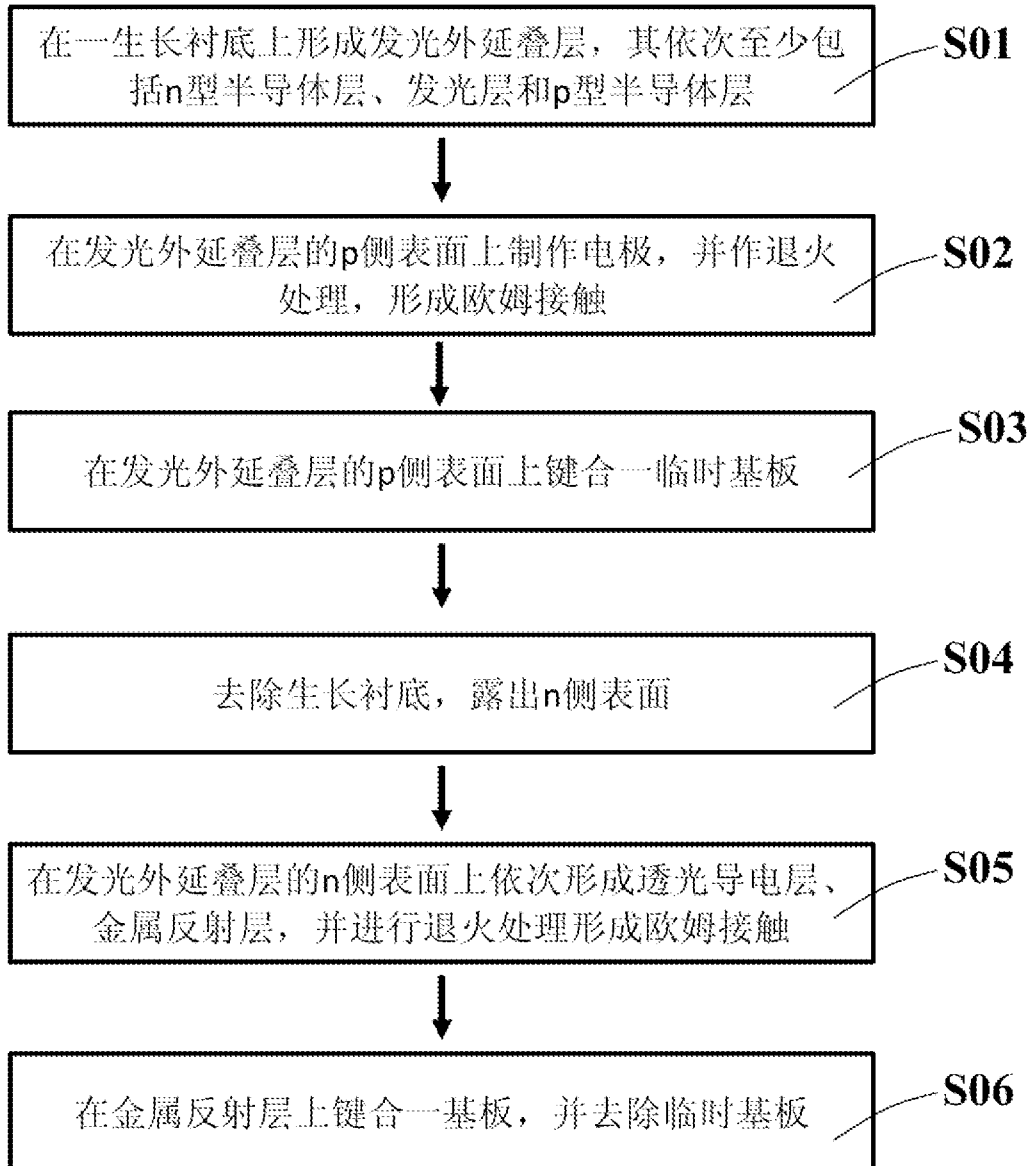 在一生长衬底上形成发光外延叠层，其依次至少包
括n型半导体层、发光层和p型半导体层
S01
在发光外延叠层的p侧表面上制作电极，并作退火
处理，形成欧姆接触
S02
在发光外延叠层的p侧表面上键合一临时基板
S03
去除生长衬底，露出n侧表面
S04
在发光外延叠层的n侧表面上依次形成透光导电层、
金属反射层，并进行退火处理形成欧姆接触
S05
在金属反射层上键合一基板，并去除临时基板
S06